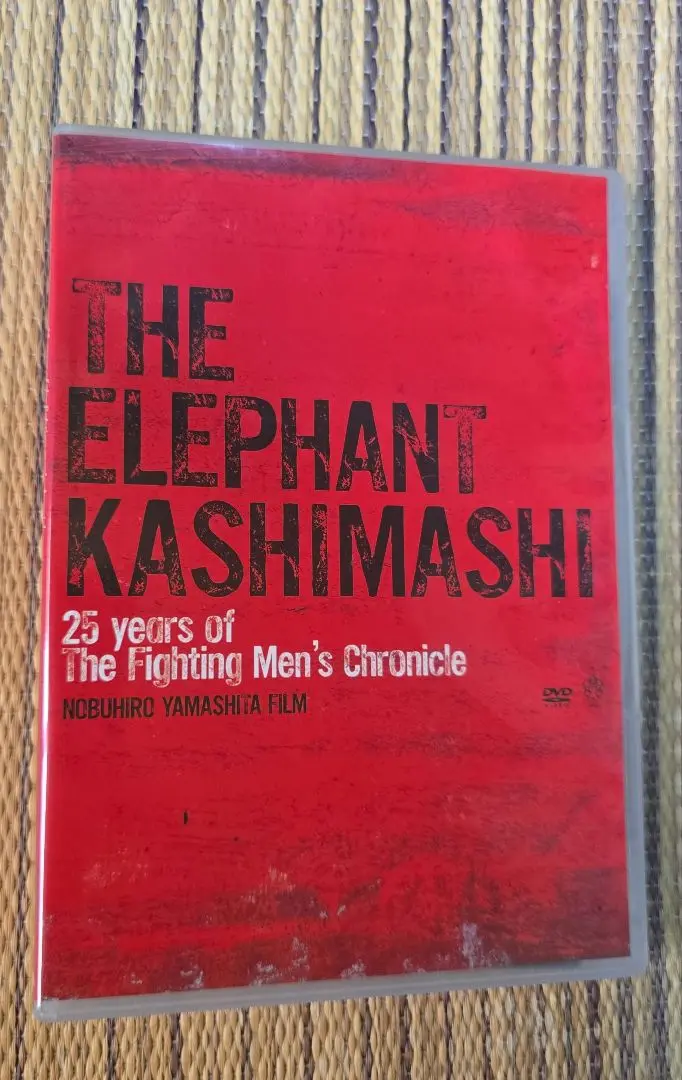 THE
ELEPHANT
KASHIMASHI
25 years of
The Fighting Men's Chronicle
NOBUHIRO YAMASHITA FILM
DVD